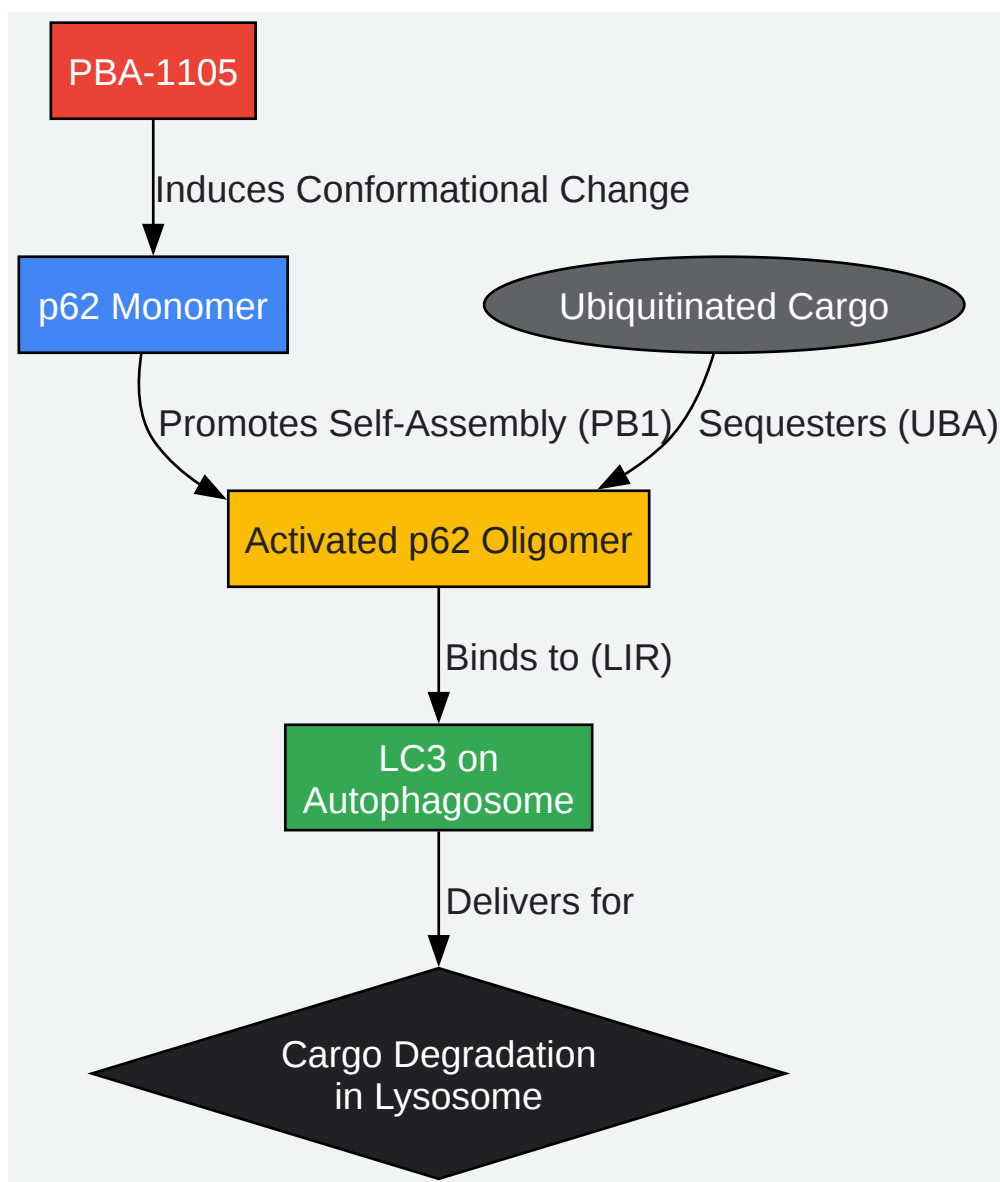 PBA-1105
Induces Conformational Change
p62 Monomer
Ubiquitinated Cargo
Promotes Self-Assembly (PB1)
Sequesters (UBA)
Activated p62 Oligomer
Binds to (LIR)
LC3 on
Autophagosome
Delivers for
Cargo Degradation
in Lysosome